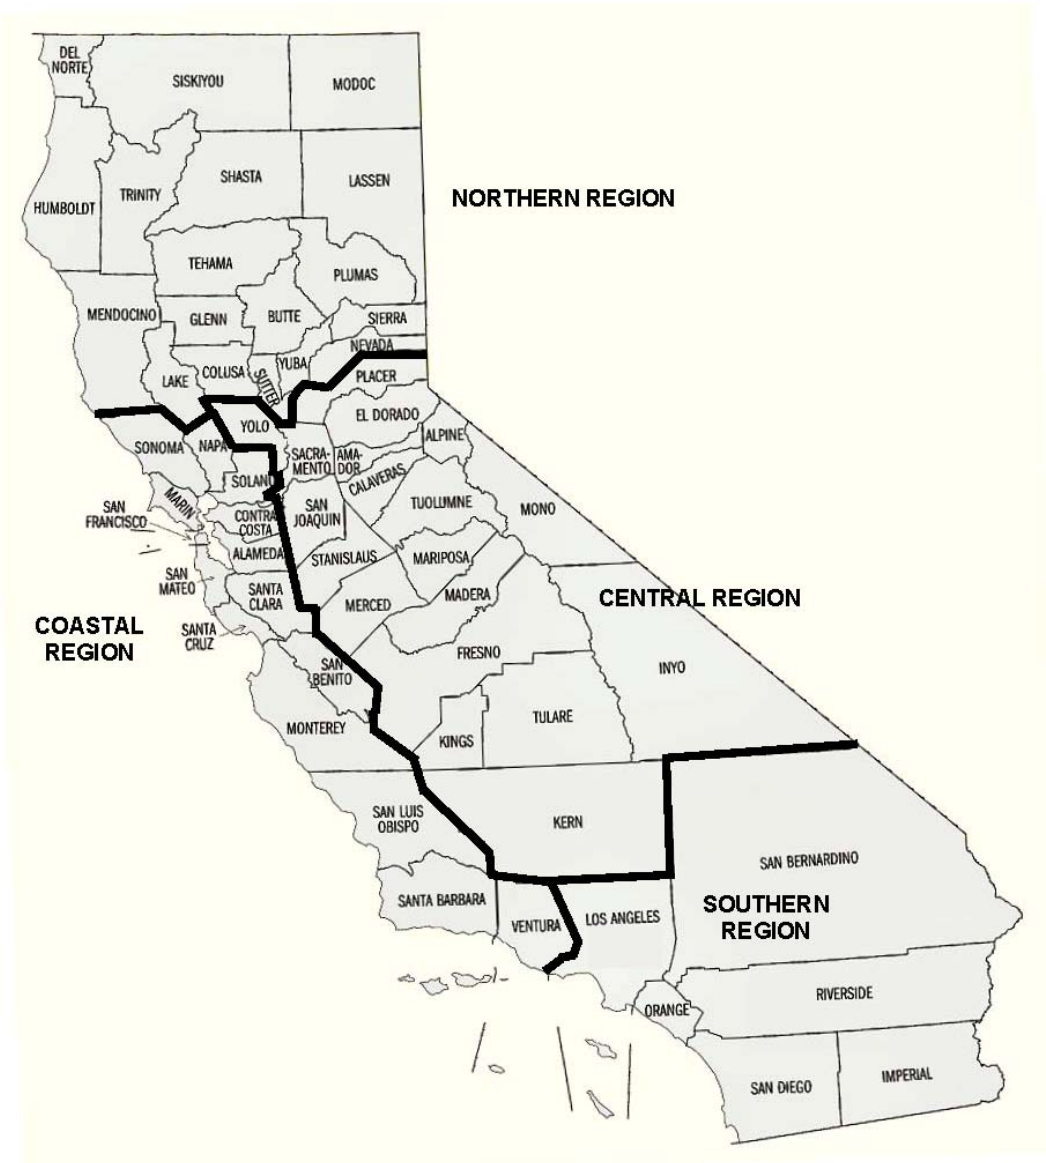 DEL
NORTE
SISKIYOU
MODOC
HUMBOLDT
TRINITY
SHASTA
LASSEN
NORTHERN REGION
TEHAMA
PLUMAS
MENDOCINO
GLENN
BUTTE
SIERRA
NEVADA
YUBA
COLUSA
LAKE
SUTTER
PLACER
EL DORADO
YOLO
SONOMA
NAPA
SACRA-
MENTO
AMA-
DOR
ALPINE
SOLANO
CALAVERAS
MARIN
SAN
FRANCISCO
CONTRA
COSTA
SAN
JOAQUIN
TUOLUMNE
MONO
ALAMEDA
STANISLAUS
MARIPOSA
SAN
MATEO
SANTA
CLARA
MERCED
MADERA
CENTRAL REGION
COASTAL
REGION
SANTA
CRUZ
SAN
BENITO
FRESNO
INYO
MONTEREY
KINGS
TULARE
SAN LUIS
OBISPO
KERN
SAN BERNARDINO
SANTA BARBARA
VENTURA
LOS ANGELES
SOUTHERN
REGION
ORANGE
RIVERSIDE
SAN DIEGO
IMPERIAL